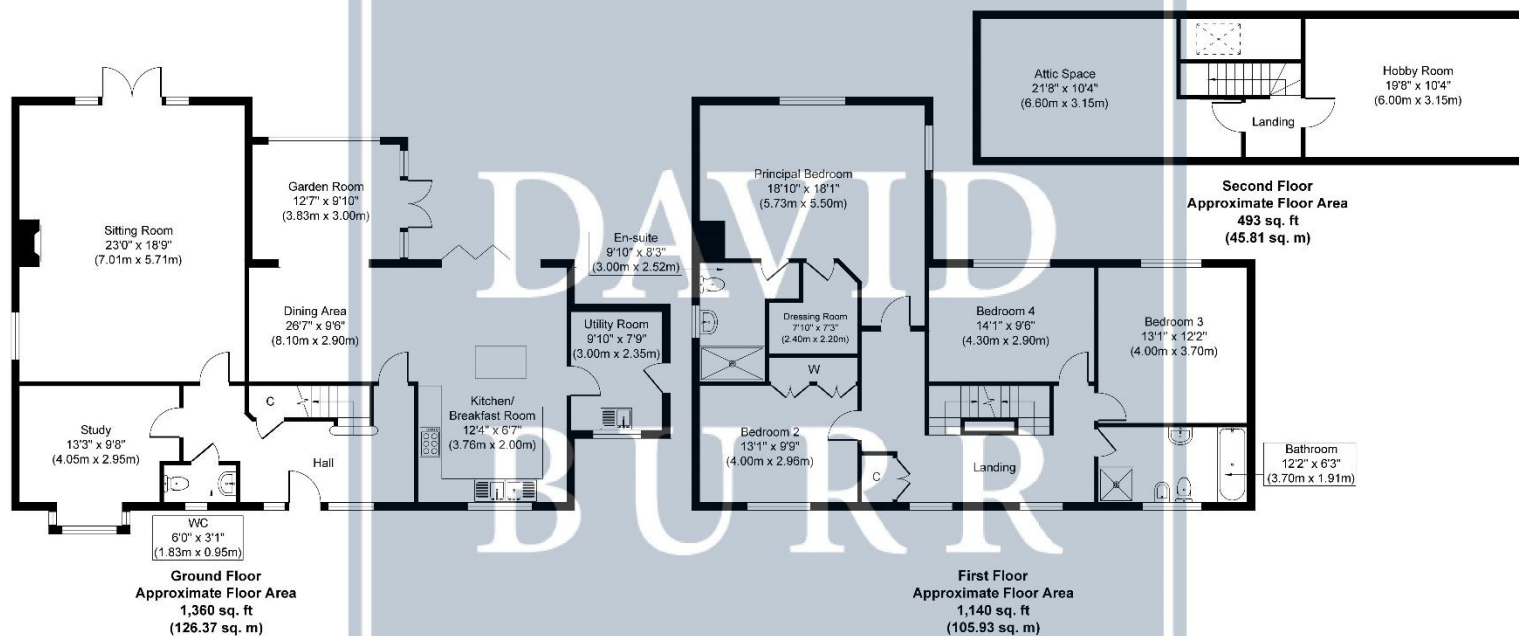 Sitting Room
23'0" x 18'9"
(7.01m x 5.71m)
Garden Room
12'7" x 9'10"
(3.83m x 3.00m)
Dining Area
26'7" x 9'6"
(8.10m x 2.90m)
Utility Room
9'10" x 7'9"
(3.00m x 2.35m)
Kitchen/
Breakfast Room
12'4" x 6'7"
(3.76m x 2.00m)
Study
13'3" x 9'8"
(4.05m x 2.95m)
C
Hall
WC
6'0" x 3'1"
(1.83m x 0.95m)
Ground Floor
Approximate Floor Area
1,360 sq. ft
(126.37 sq. m)
Principal Bedroom
18'10" x 18'1"
(5.73m x 5.50m)
En-suite
9'10" x 8'3"
(3.00m x 2.52m)
Dressing Room
7'10" x 7'3"
(2.40m x 2.20m)
W
Bedroom 4
14'1" x 9'6"
(4.30m x 2.90m)
Bedroom 3
13'1" x 12'2"
(4.00m x 3.70m)
Bedroom 2
13'1" x 9'9"
(4.00m x 2.96m)
C
Landing
Bathroom
12'2" x 6'3"
(3.70m x 1.91m)
First Floor
Approximate Floor Area
1,140 sq. ft
(105.93 sq. m)
Attic Space
21'8" x 10'4"
(6.60m x 3.15m)
Landing
Hobby Room
19'8" x 10'4"
(6.00m x 3.15m)
Second Floor
Approximate Floor Area
493 sq. ft
(45.81 sq. m)
DAVID
BURR